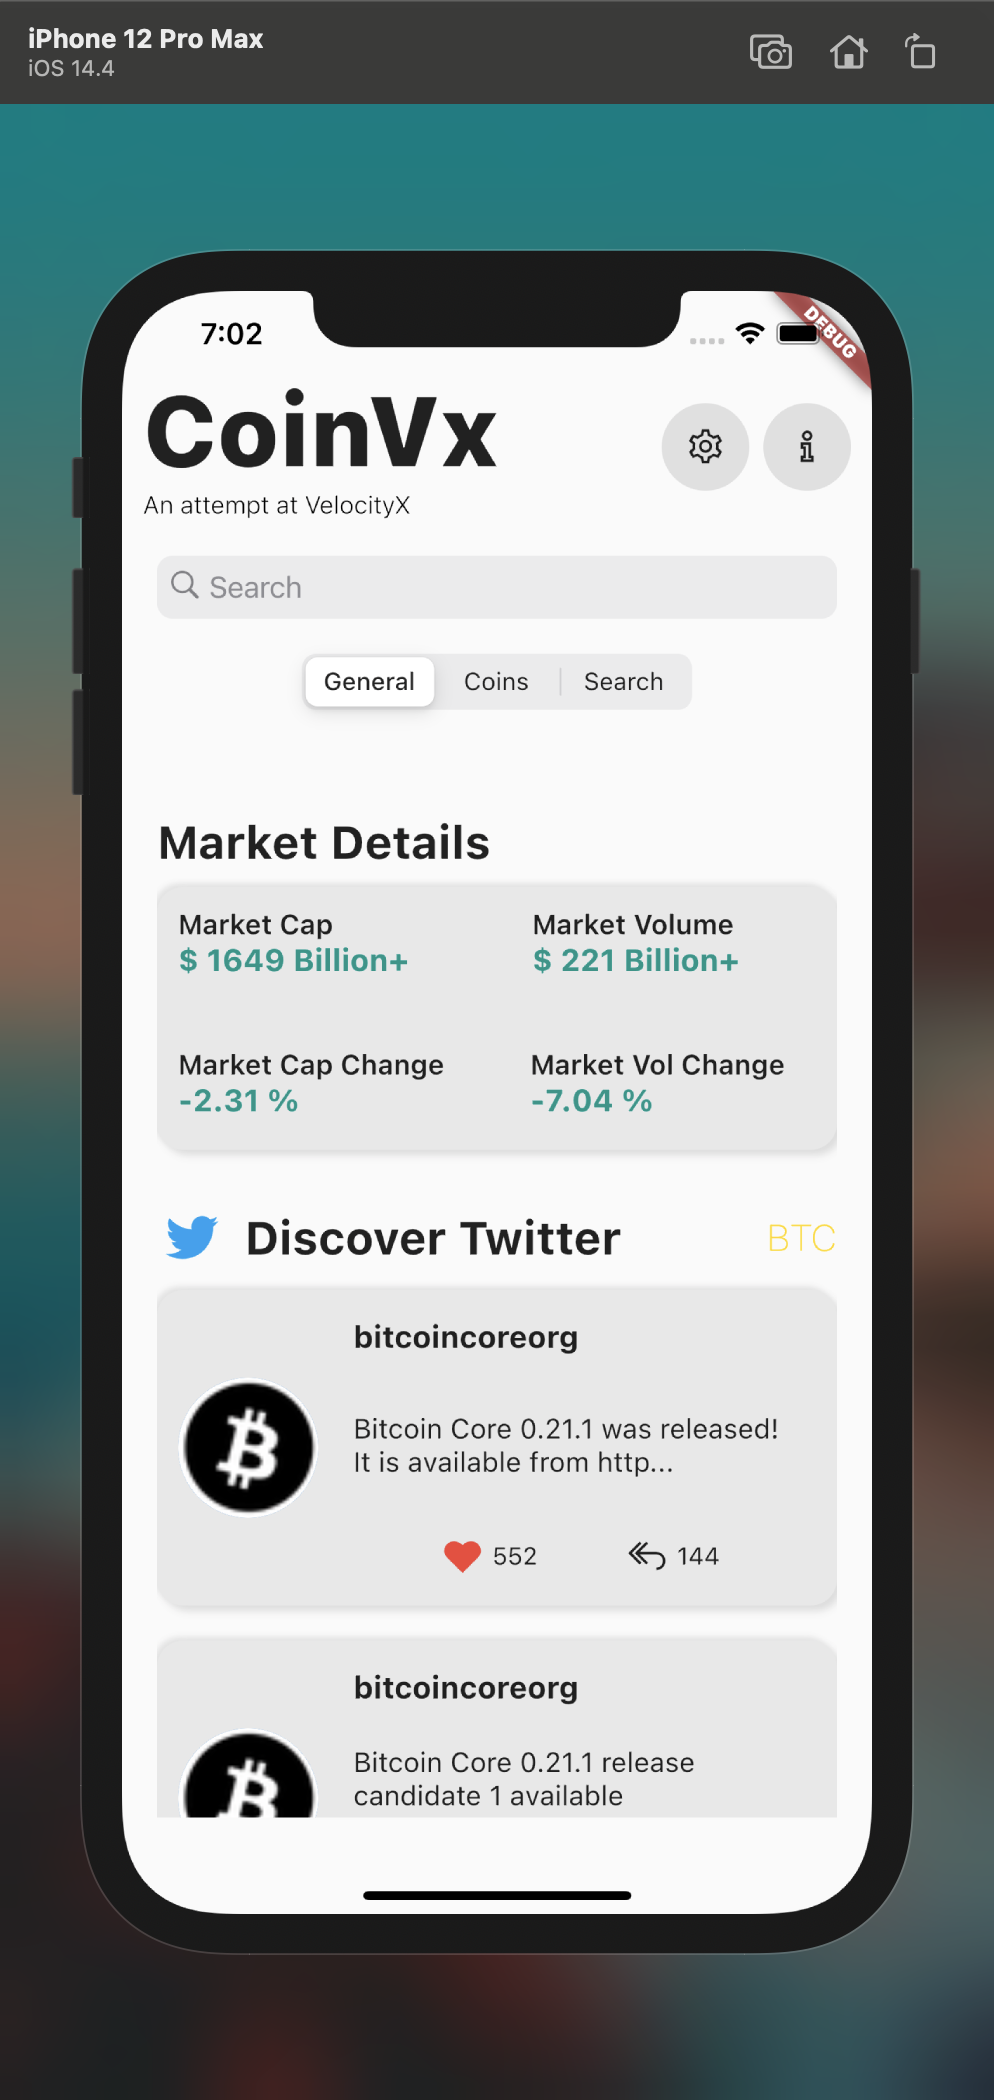 iPhone 12 Pro Max
iOS 14.4
7:02
DEBUG
CoinVx
An attempt at VelocityX
Search
General Coins Search
Market Details
Market Cap Market Volume
$ 1649 Billion+ $ 221 Billion+
Market Cap Change Market Vol Change
-2.31 % -7.04 %
Discover Twitter BTC
bitcoincoreorg
Bitcoin Core 0.21.1 was released!
It is available from http...
552 144
bitcoincoreorg
Bitcoin Core 0.21.1 release
candidate 1 available